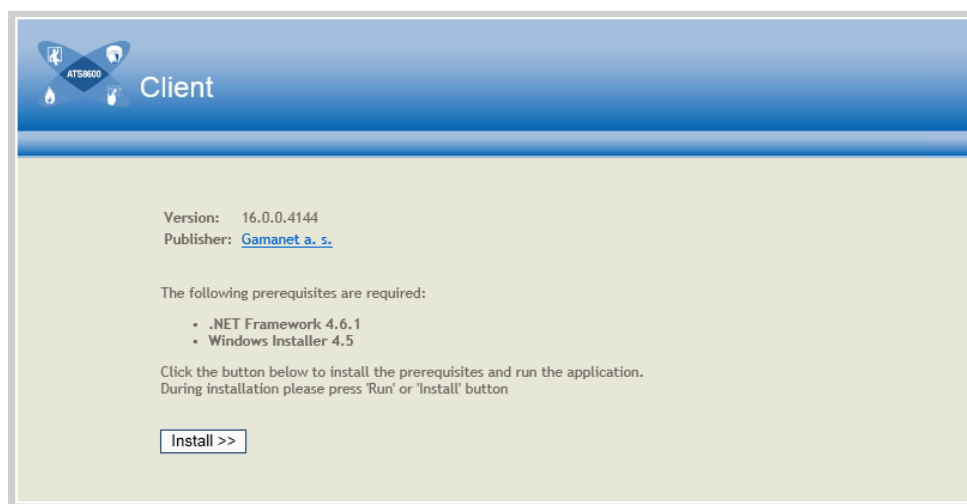 ATS8600
Client
Version: 16.0.0.4144
Publisher: Gamanet a. s.
The following prerequisites are required:
• .NET Framework 4.6.1
• Windows Installer 4.5
Click the button below to install the prerequisites and run the application.
During installation please press 'Run' or 'Install' button
Install >>